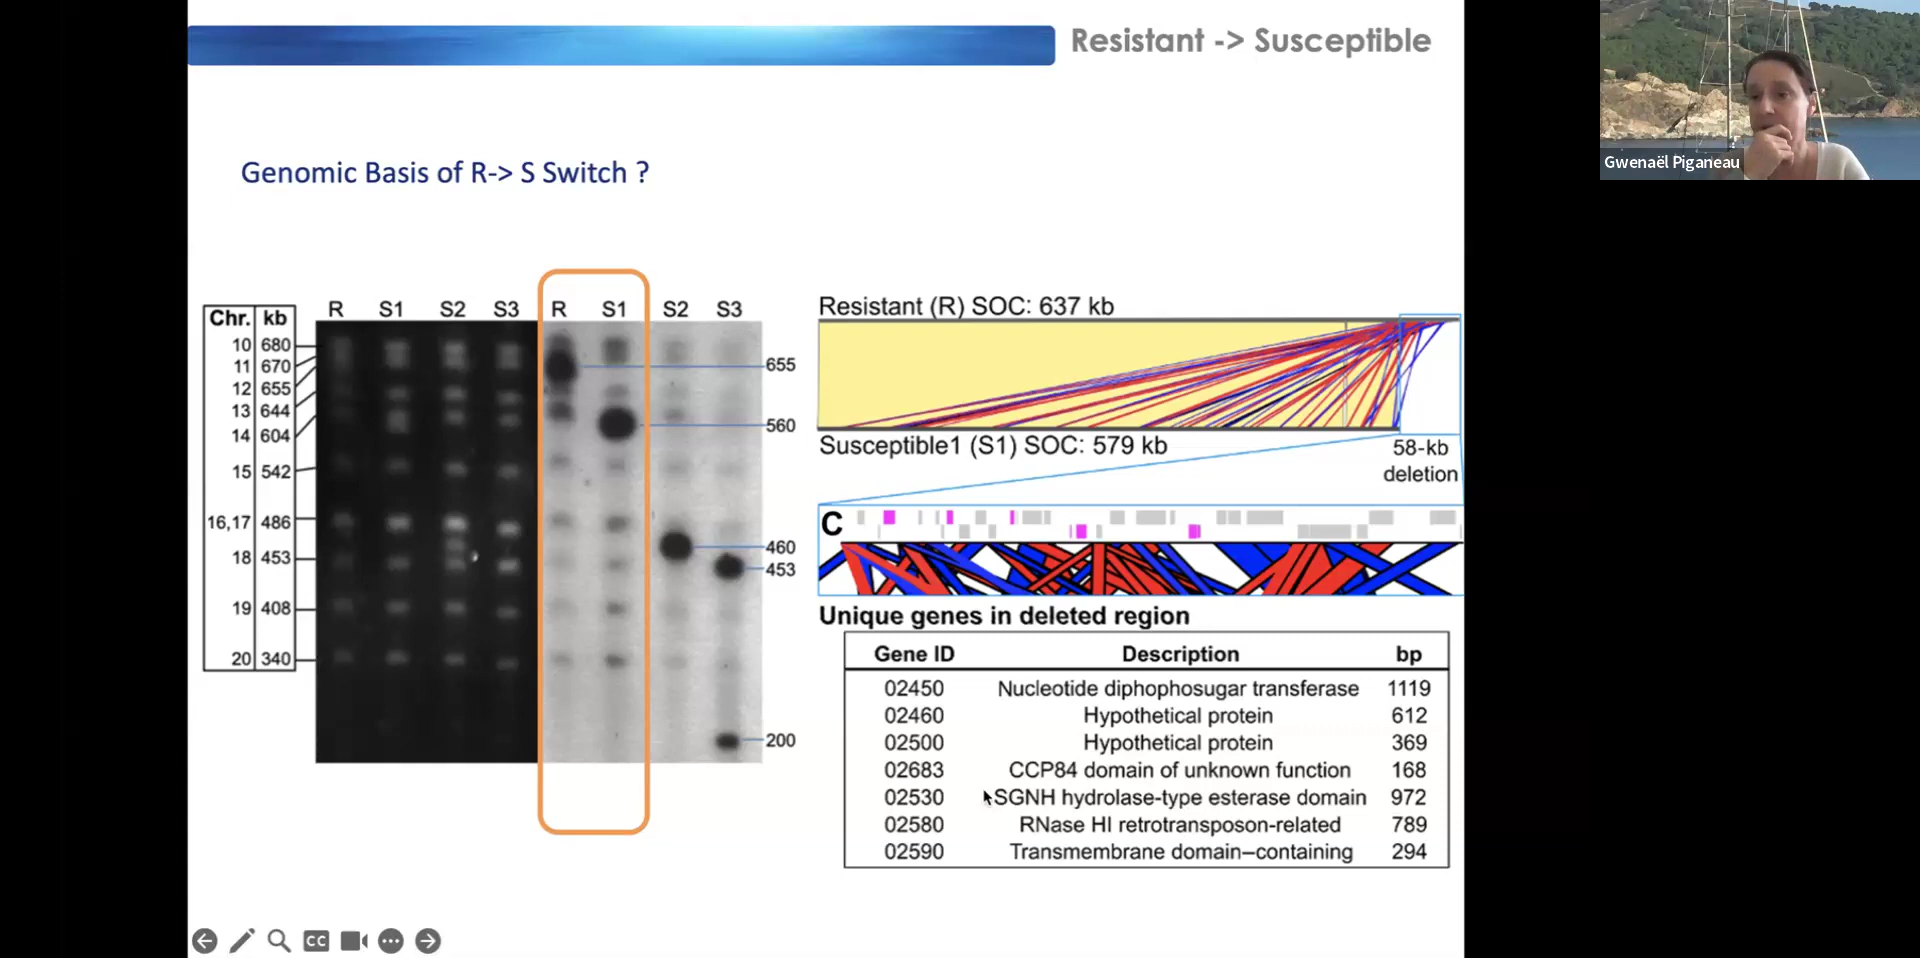 Resistant -> Susceptible
Gwenaël Piganeau
Genomic Basis of R-> S Switch ?
Chr. kb
10 680
11 670
12 655
13 644
14 604
15 542
16,17 486
18 453
19 408
20 340
R S1 S2 S3 R S1 S2 S3
655
560
460
453
200
Resistant (R) SOC: 637 kb
Susceptible1 (S1) SOC: 579 kb
58-kb
deletion
C
Unique genes in deleted region
Gene ID Description bp
02450 Nucleotide diphophosugar transferase 1119
02460 Hypothetical protein 612
02500 Hypothetical protein 369
02683 CCP84 domain of unknown function 168
02530 SGNH hydrolase-type esterase domain 972
02580 RNase HI retrotransposon-related 789
02590 Transmembrane domain–containing 294
CC